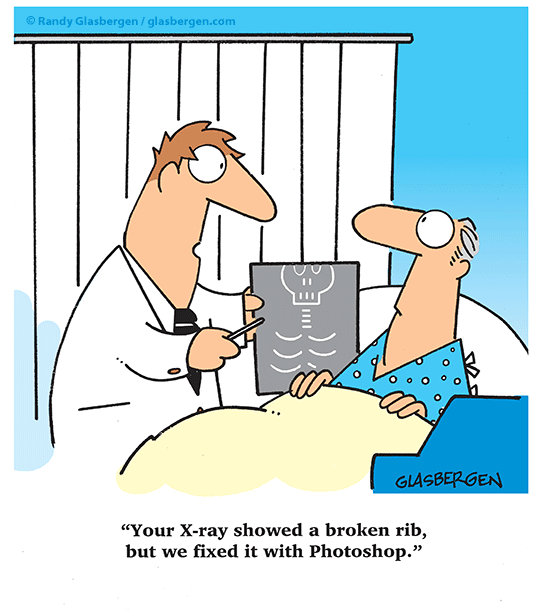 © Randy Glasbergen / glasbergen.com
GLASBERGEN
“Your X-ray showed a broken rib,
but we fixed it with Photoshop.”